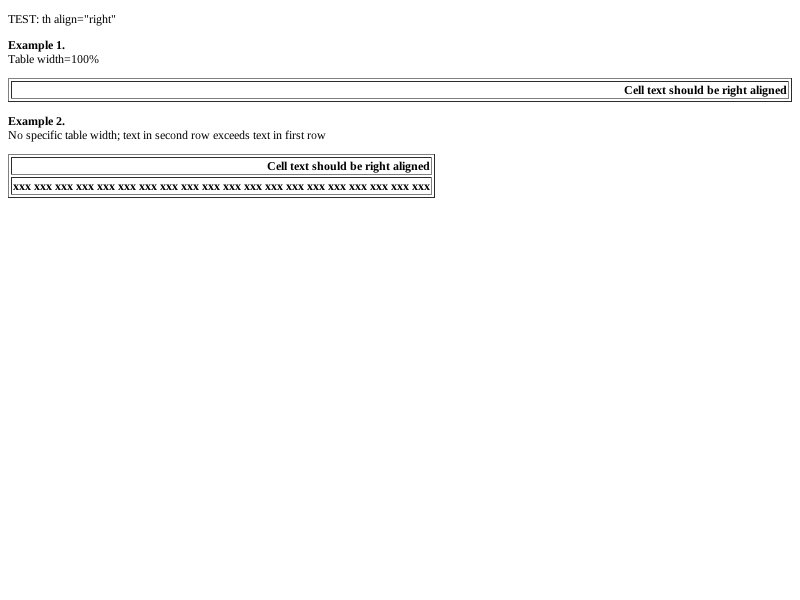 TEST: th align="right"
Example 1.
Table width=100%
Cell text should be right aligned
Example 2.
No specific table width; text in second row exceeds text in first row
Cell text should be right aligned
xxx xxx xxx xxx xxx xxx xxx xxx xxx xxx xxx xxx xxx xxx xxx xxx xxx xxx xxx xxx